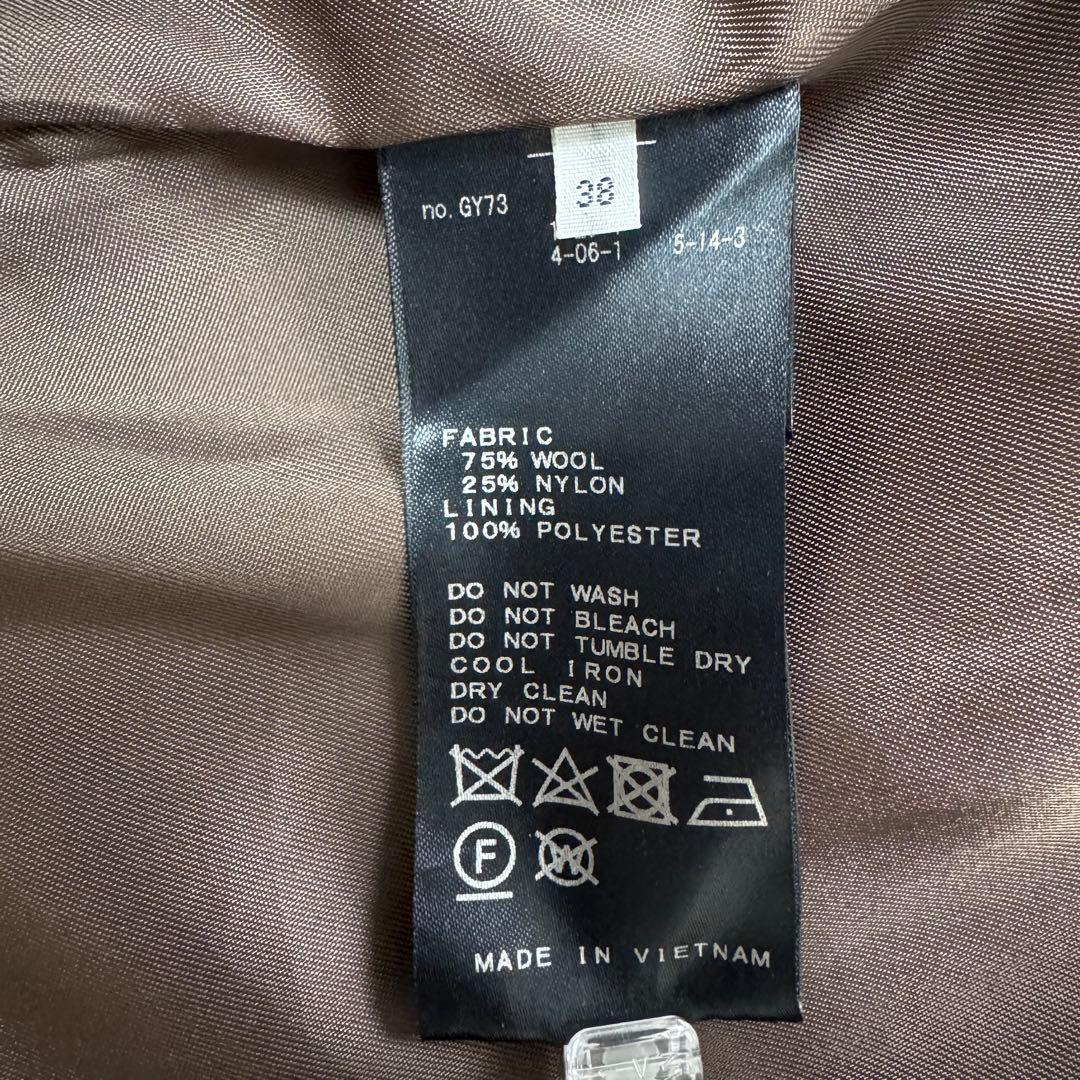 38
no. GY73
4-06-1
5-14-3
FABRIC
75% WOOL
25% NYLON
LINING
100% POLYESTER
DO NOT WASH
DO NOT BLEACH
DO NOT TUMBLE DRY
COOL IRON
DRY CLEAN
DO NOT WET CLEAN
F
W
MADE IN VIETNAM